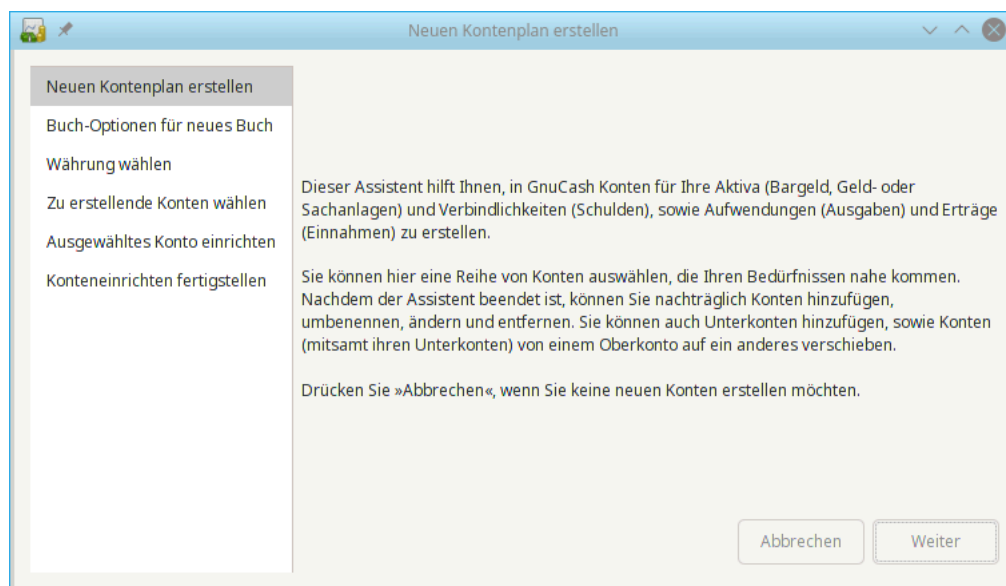 Neuen Kontenplan erstellen
Neuen Kontenplan erstellen
Buch-Optionen für neues Buch
Währung wählen
Zu erstellende Konten wählen
Ausgewähltes Konto einrichten
Konteneinrichten fertigstellen
Dieser Assistent hilft Ihnen, in GnuCash Konten für Ihre Aktiva (Bargeld, Geld- oder
Sachanlagen) und Verbindlichkeiten (Schulden), sowie Aufwendungen (Ausgaben) und Erträge
(Einnahmen) zu erstellen.
Sie können hier eine Reihe von Konten auswählen, die Ihren Bedürfnissen nahe kommen.
Nachdem der Assistent beendet ist, können Sie nachträglich Konten hinzufügen,
umbenennen, ändern und entfernen. Sie können auch Unterkonten hinzufügen, sowie Konten
(mitsamt ihren Unterkonten) von einem Oberkonto auf ein anderes verschieben.
Drücken Sie »Abbrechen«, wenn Sie keine neuen Konten erstellen möchten.
Abbrechen
Weiter